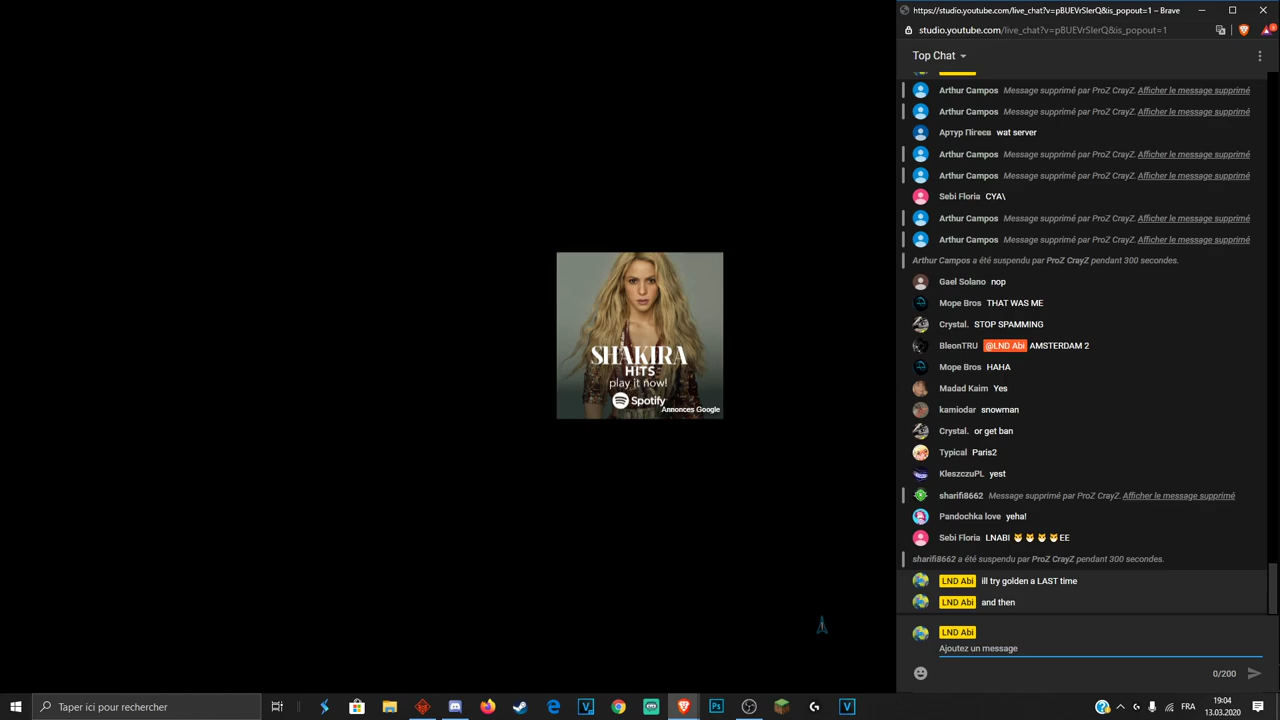 https://studio.youtube.com/live_chat?v=pBUEVrSlerQ&is_popout=1 – Brave
studio.youtube.com/live_chat?v=pBUEVrSlerQ&is_popout=1
Top Chat
Arthur Campos Message supprimé par ProZ CrayZ. Afficher le message supprimé
Arthur Campos Message supprimé par ProZ CrayZ. Afficher le message supprimé
Артур Пігеєв wat server
Arthur Campos Message supprimé par ProZ CrayZ. Afficher le message supprimé
Arthur Campos Message supprimé par ProZ CrayZ. Afficher le message supprimé
Sebi Floria CYA\
Arthur Campos Message supprimé par ProZ CrayZ. Afficher le message supprimé
Arthur Campos Message supprimé par ProZ CrayZ. Afficher le message supprimé
Arthur Campos a été suspendu par ProZ CrayZ pendant 300 secondes.
Gael Solano nop
Mope Bros THAT WAS ME
Crystal. STOP SPAMMING
BleonTRU @LND Abi AMSTERDAM 2
Mope Bros HAHA
Madad Kaim Yes
kamiodar snowman
Crystal. or get ban
Typical Paris2
KleszczuPL yest
sharifi8662 Message supprimé par ProZ CrayZ. Afficher le message supprimé
Pandochka love yeha!
Sebi Floria LNABI 🐯🐯🐯🐯EE
sharifi8662 a été suspendu par ProZ CrayZ pendant 300 secondes.
LND Abi ill try golden a LAST time
LND Abi and then
LND Abi
Ajoutez un message
0/200
SHAKIRA
HITS
play it now!
Spotify
Annonces Google
Taper ici pour rechercher
FRA
19:04
13.03.2020